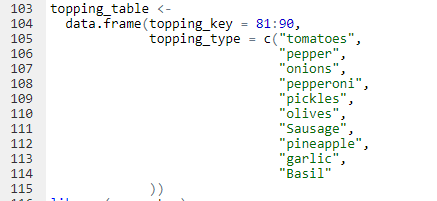 103 topping_table <-
104 data.frame(topping_key = 81:90,
105 topping_type = c("tomatoes",
106 "pepper",
107 "onions",
108 "pepperoni",
109 "pickles",
110 "olives",
111 "Sausage",
112 "pineapple",
113 "garlic",
114 "Basil"
115 ))